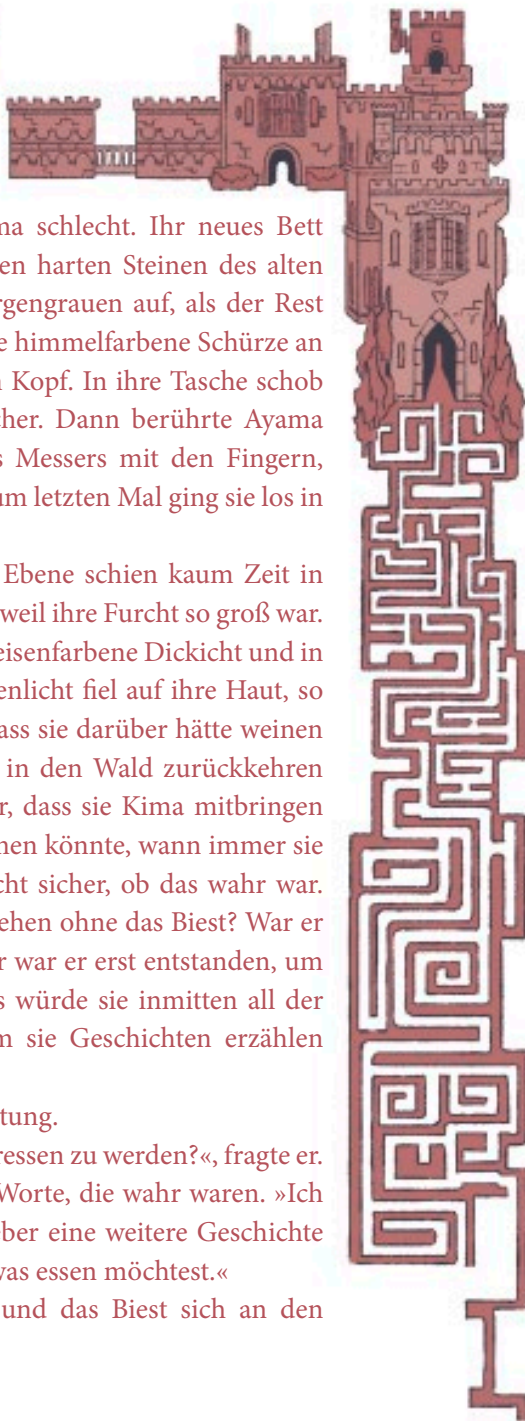 ma schlecht. Ihr neues Bett
en harten Steinen des alten
rgengrauen auf, als der Rest
e himmelfarbene Schürze an
n Kopf. In ihre Tasche schob
cher. Dann berührte Ayama
s Messers mit den Fingern,
um letzten Mal ging sie los in
Ebene schien kaum Zeit in
weil ihre Furcht so groß war.
eisenfarbene Dickicht und in
enlicht fiel auf ihre Haut, so
ass sie darüber hätte weinen
in den Wald zurückkehren
r, dass sie Kima mitbringen
nen könnte, wann immer sie
cht sicher, ob das wahr war.
ehen ohne das Biest? War er
r war er erst entstanden, um
s würde sie inmitten all der
m sie Geschichten erzählen
tung.
ressen zu werden?«, fragte er.
Worte, die wahr waren. »Ich
eber eine weitere Geschichte
was essen möchtest.«
und das Biest sich an den